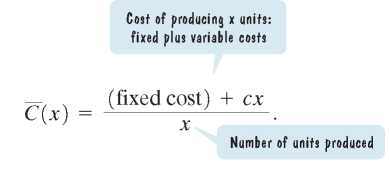 Cost of producing x units:
fixed plus variable costs
C̅(x) = (fixed cost) + cx / x .
Number of units produced